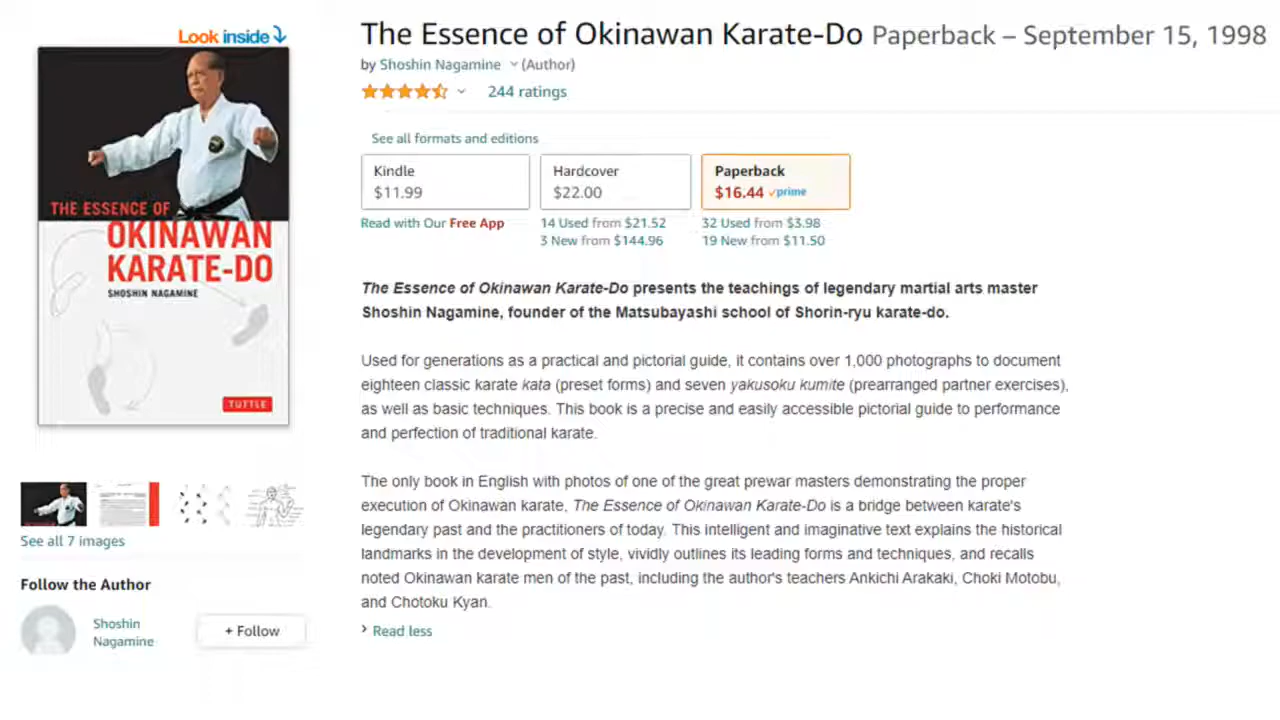 Look inside
THE ESSENCE OF
OKINAWAN
KARATE-DO
SHOSHIN NAGAMINE
TUTTLE
See all 7 images
Follow the Author
Shoshin
Nagamine
+ Follow
The Essence of Okinawan Karate-Do Paperback – September 15, 1998
by Shoshin Nagamine (Author)
244 ratings
See all formats and editions
Kindle
$11.99
Read with Our Free App
Hardcover
$22.00
14 Used from $21.52
3 New from $144.96
Paperback
$16.44 prime
32 Used from $3.98
19 New from $11.50
The Essence of Okinawan Karate-Do presents the teachings of legendary martial arts master
Shoshin Nagamine, founder of the Matsubayashi school of Shorin-ryu karate-do.
Used for generations as a practical and pictorial guide, it contains over 1,000 photographs to document
eighteen classic karate kata (preset forms) and seven yakusoku kumite (prearranged partner exercises),
as well as basic techniques. This book is a precise and easily accessible pictorial guide to performance
and perfection of traditional karate.
The only book in English with photos of one of the great prewar masters demonstrating the proper
execution of Okinawan karate, The Essence of Okinawan Karate-Do is a bridge between karate's
legendary past and the practitioners of today. This intelligent and imaginative text explains the historical
landmarks in the development of style, vividly outlines its leading forms and techniques, and recalls
noted Okinawan karate men of the past, including the author's teachers Ankichi Arakaki, Choki Motobu,
and Chotoku Kyan.
Read less